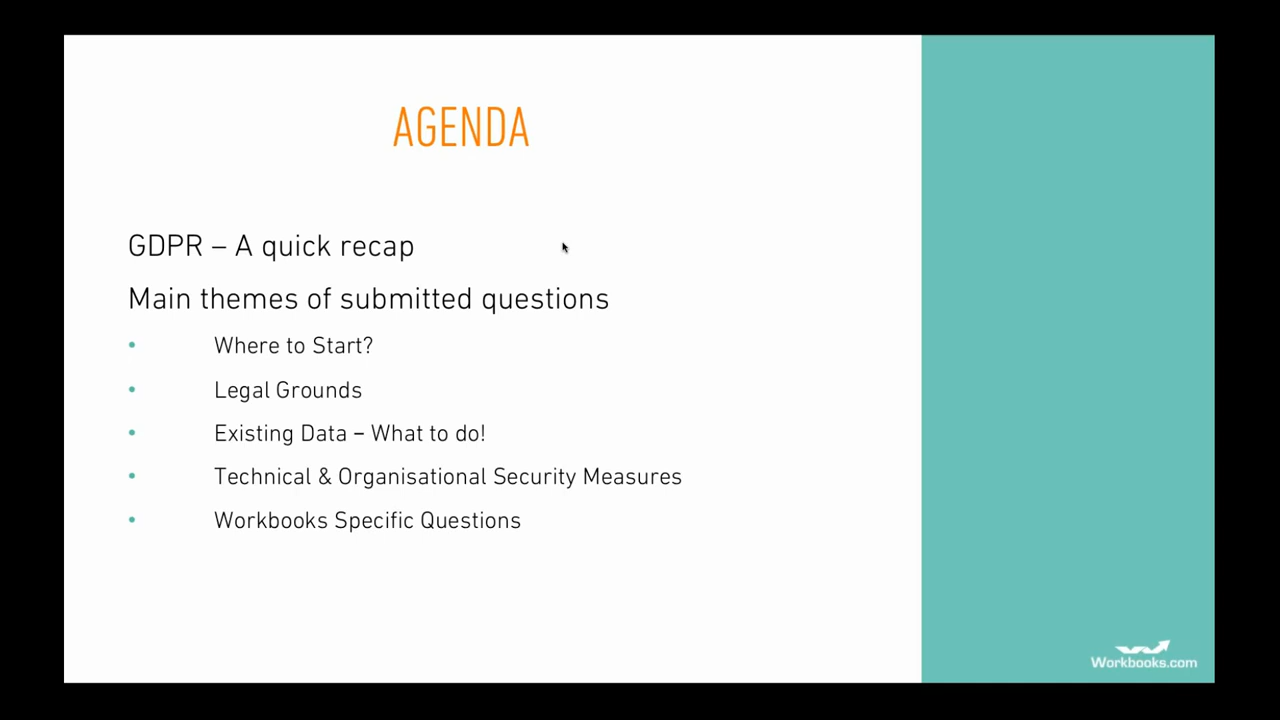 AGENDA
GDPR – A quick recap
Main themes of submitted questions
• Where to Start?
• Legal Grounds
• Existing Data – What to do!
• Technical & Organisational Security Measures
• Workbooks Specific Questions
Workbooks.com